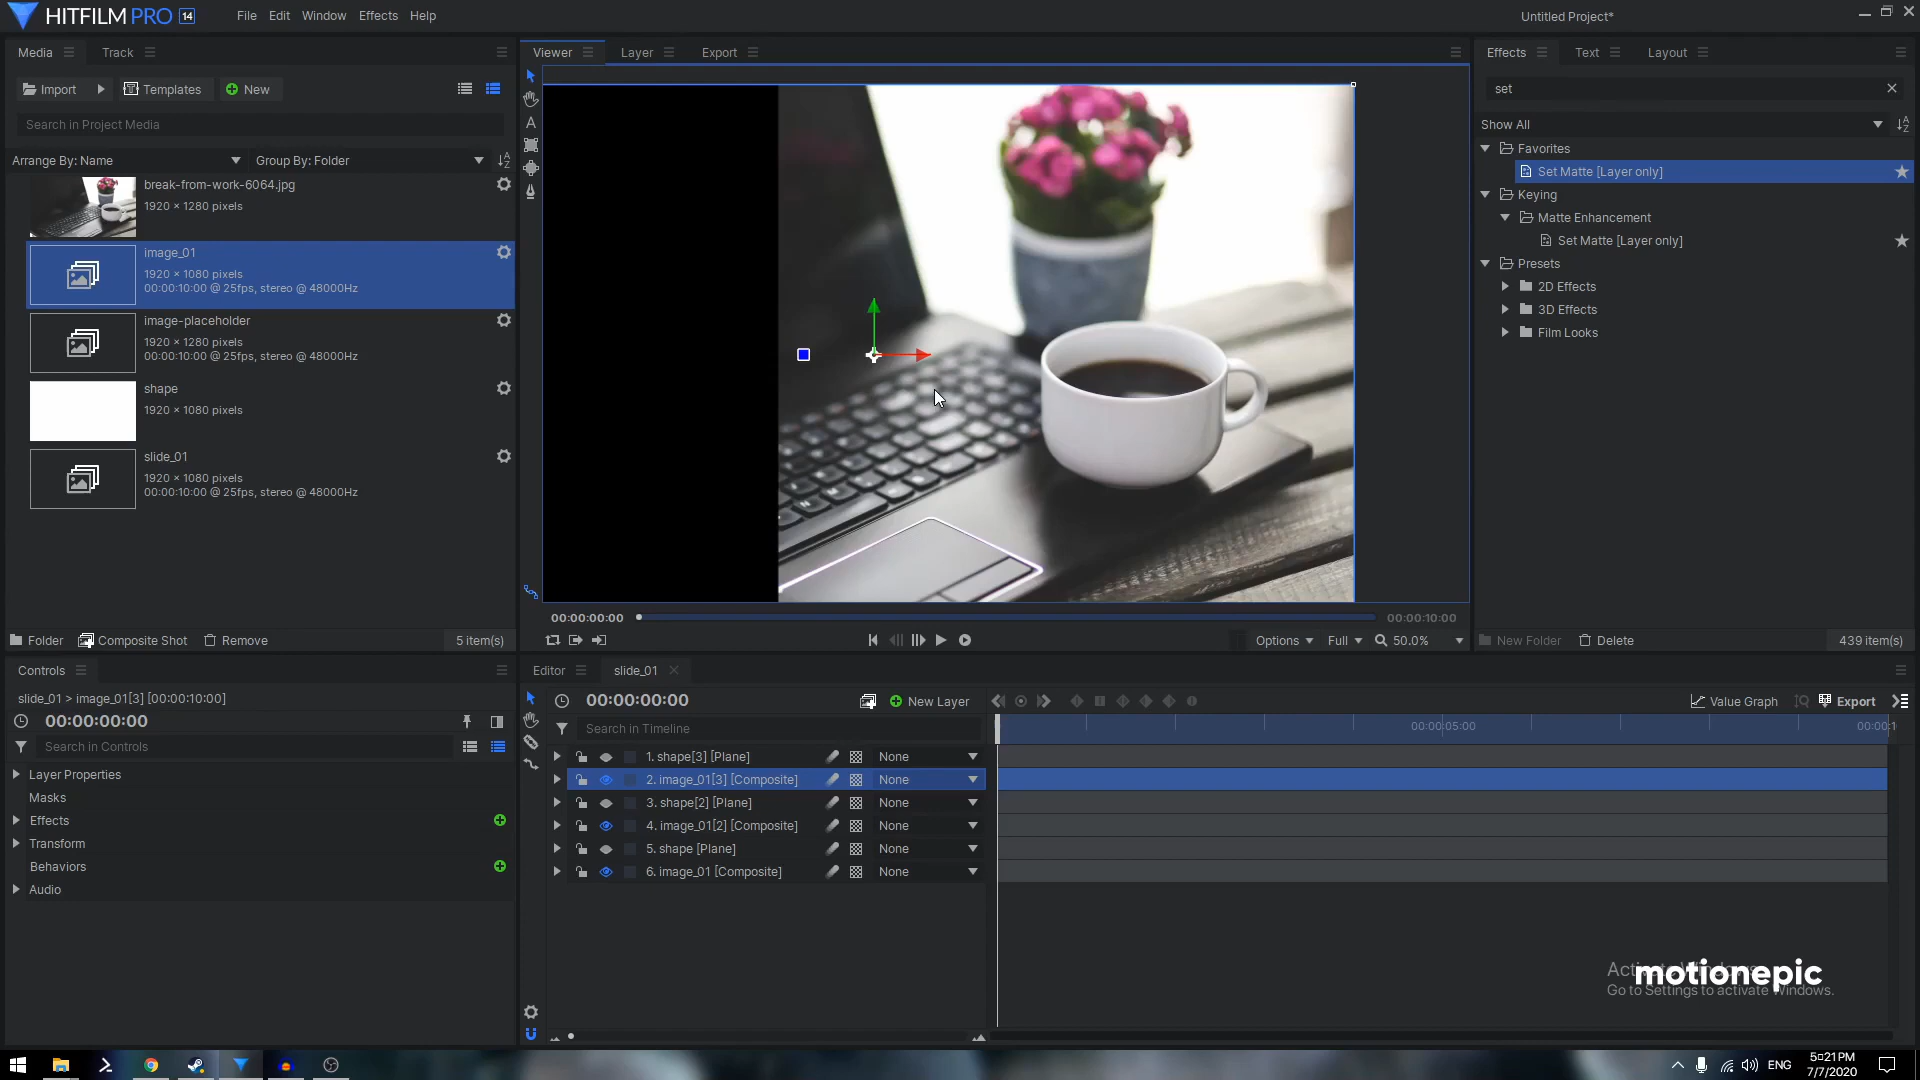 HITFILM PRO 14
File Edit Window Effects Help
Untitled Project*
Media Track
Import Templates New
Search in Project Media
Arrange By: Name Group By: Folder
break-from-work-6064.jpg
1920 × 1280 pixels
image_01
1920 × 1080 pixels
00:00:10:00 @ 25fps, stereo @ 48000Hz
image-placeholder
1920 × 1280 pixels
00:00:10:00 @ 25fps, stereo @ 48000Hz
shape
1920 × 1080 pixels
slide_01
1920 × 1080 pixels
00:00:10:00 @ 25fps, stereo @ 48000Hz
Folder Composite Shot Remove 5 item(s)
Viewer Layer Export
A
00:00:00:00 00:00:10:00
Options Full 50.0%
Effects Text Layout
set
Show All
Favorites
Set Matte [Layer only]
Keying
Matte Enhancement
Set Matte [Layer only]
Presets
2D Effects
3D Effects
Film Looks
New Folder Delete 439 item(s)
Controls
slide_01 > image_01[3] [00:00:10:00]
00:00:00:00
Search in Controls
Layer Properties
Masks
Effects
Transform
Behaviors
Audio
Editor slide_01
00:00:00:00 New Layer Value Graph Export
Search in Timeline 00:00:05:00
1. shape[3] [Plane] None
2. image_01[3] [Composite] None
3. shape[2] [Plane] None
4. image_01[2] [Composite] None
5. shape [Plane] None
6. image_01 [Composite] None
motionepic
Go to Settings to activate Windows.
ENG
5:21 PM
7/7/2020